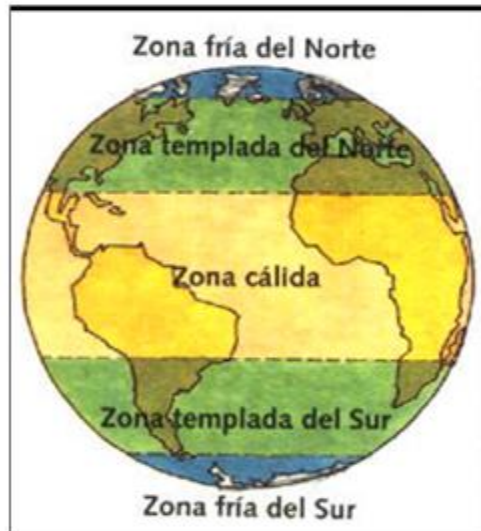 Zona fría del Norte
Zona templada del Norte
Zona cálida
Zona templada del Sur
Zona fría del Sur